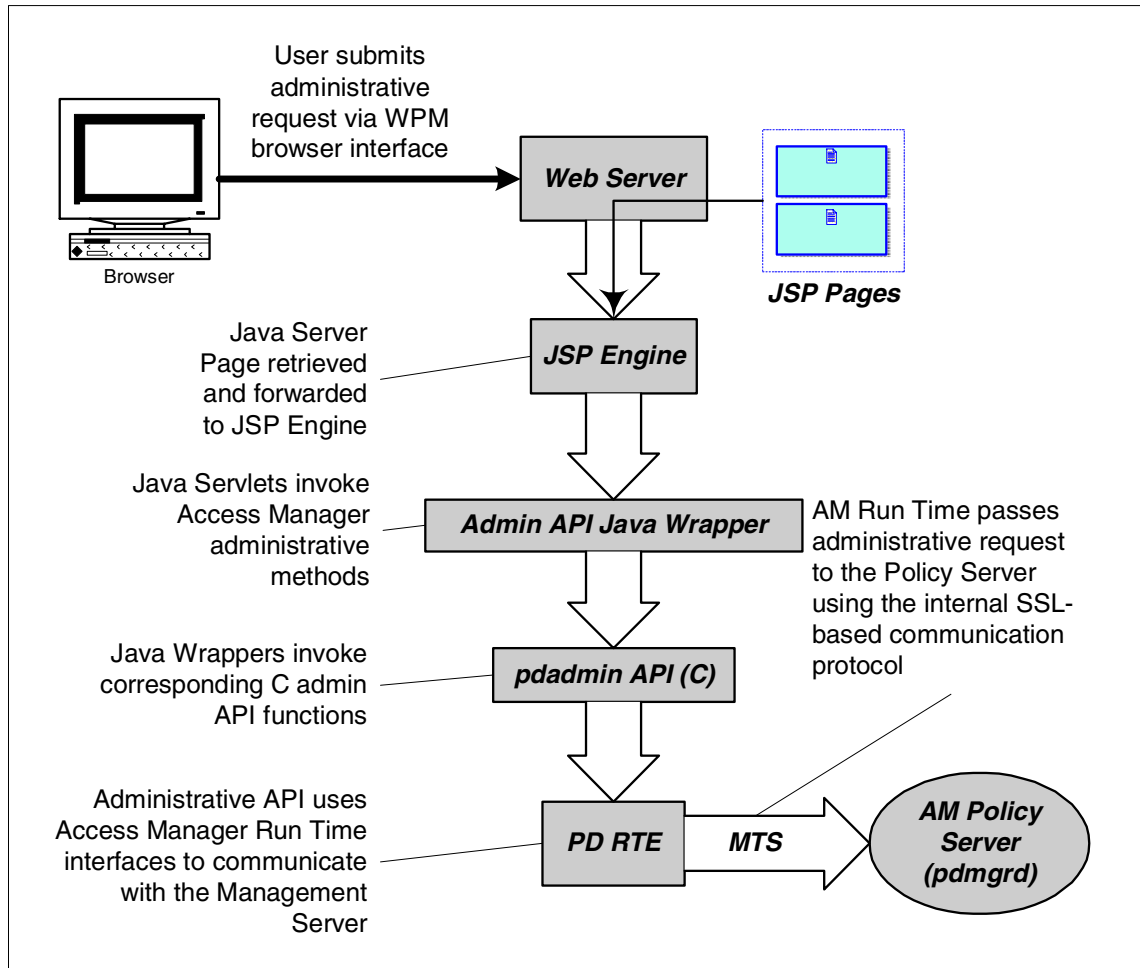 User submits
administrative
request via WPM
browser interface
Web Server
Browser
JSP Pages
Java Server
Page retrieved
and forwarded
to JSP Engine
JSP Engine
Java Servlets invoke
Access Manager
administrative
methods
Admin API Java Wrapper
AM Run Time passes
administrative request
to the Policy Server
using the internal SSL-
based communication
protocol
Java Wrappers invoke
corresponding C admin
API functions
pdadmin API (C)
Administrative API uses
Access Manager Run Time
interfaces to communicate
with the Management
Server
PD RTE
MTS
AM Policy
Server
(pdmgrd)